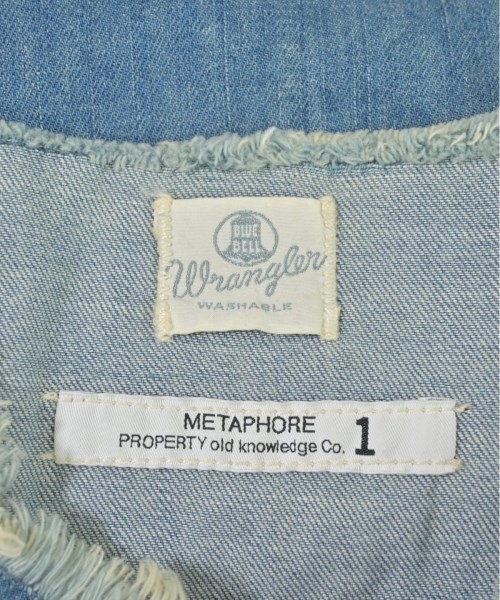 BLUE
BELL
Wrangler
WASHABLE
METAPHORE
PROPERTY old knowledge Co. 1